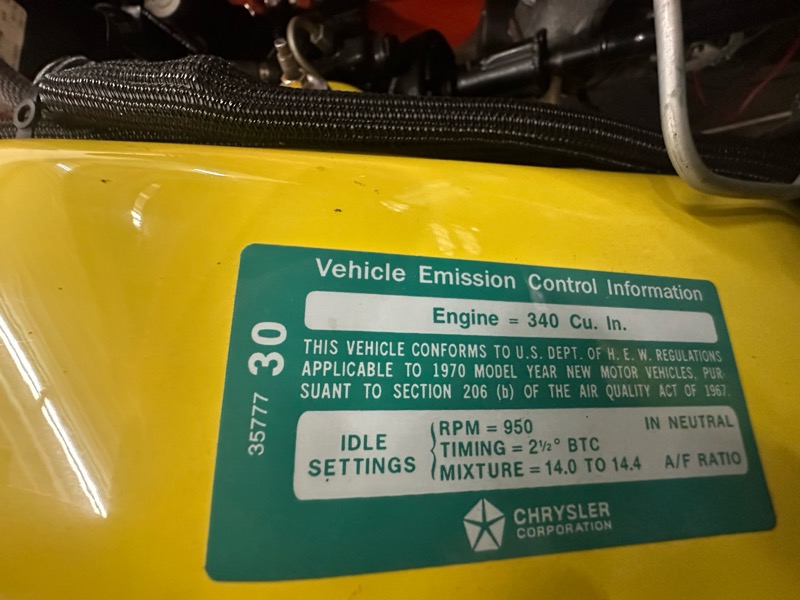 Vehicle Emission Control Information
Engine = 340 Cu. In.
THIS VEHICLE CONFORMS TO U.S. DEPT. OF H. E. W. REGULATIONS
APPLICABLE TO 1970 MODEL YEAR NEW MOTOR VEHICLES, PUR-
SUANT TO SECTION 206 (b) OF THE AIR QUALITY ACT OF 1967.
35777 30
IDLE SETTINGS
RPM = 950 IN NEUTRAL
TIMING = 2½° BTC
MIXTURE = 14.0 TO 14.4 A/F RATIO
CHRYSLER
CORPORATION